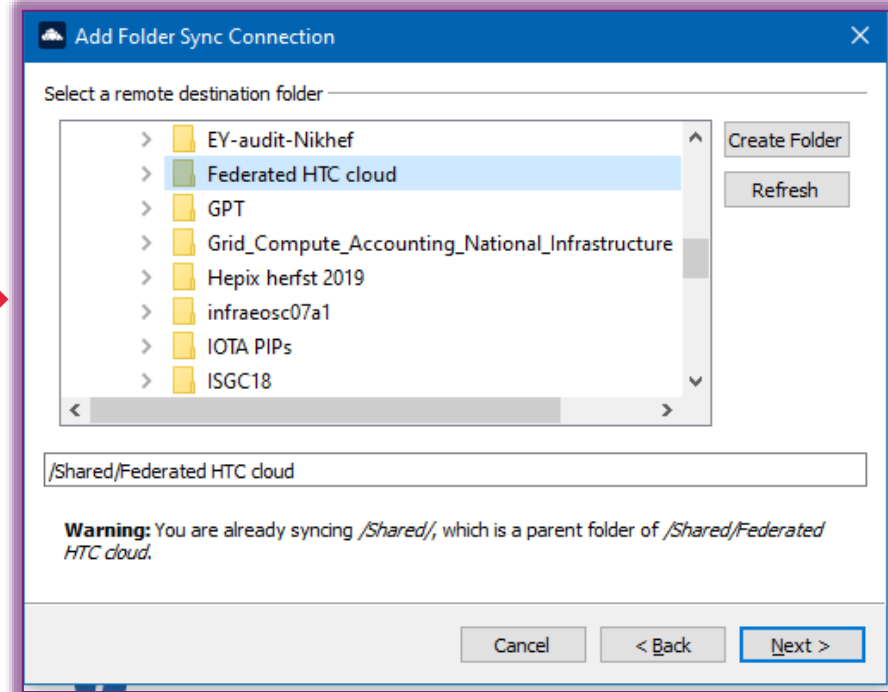 Add Folder Sync Connection
Select a remote destination folder
EY-audit-Nikhef
Create Folder
Federated HTC cloud
Refresh
GPT
Grid_Compute_Accounting_National_Infrastructure
Hepix herfst 2019
infraeosc07a1
IOTA PIPs
ISGC18
/Shared/Federated HTC cloud
Warning: You are already syncing /Shared/, which is a parent folder of /Shared/Federated
HTC cloud.
Cancel
< Back
Next >